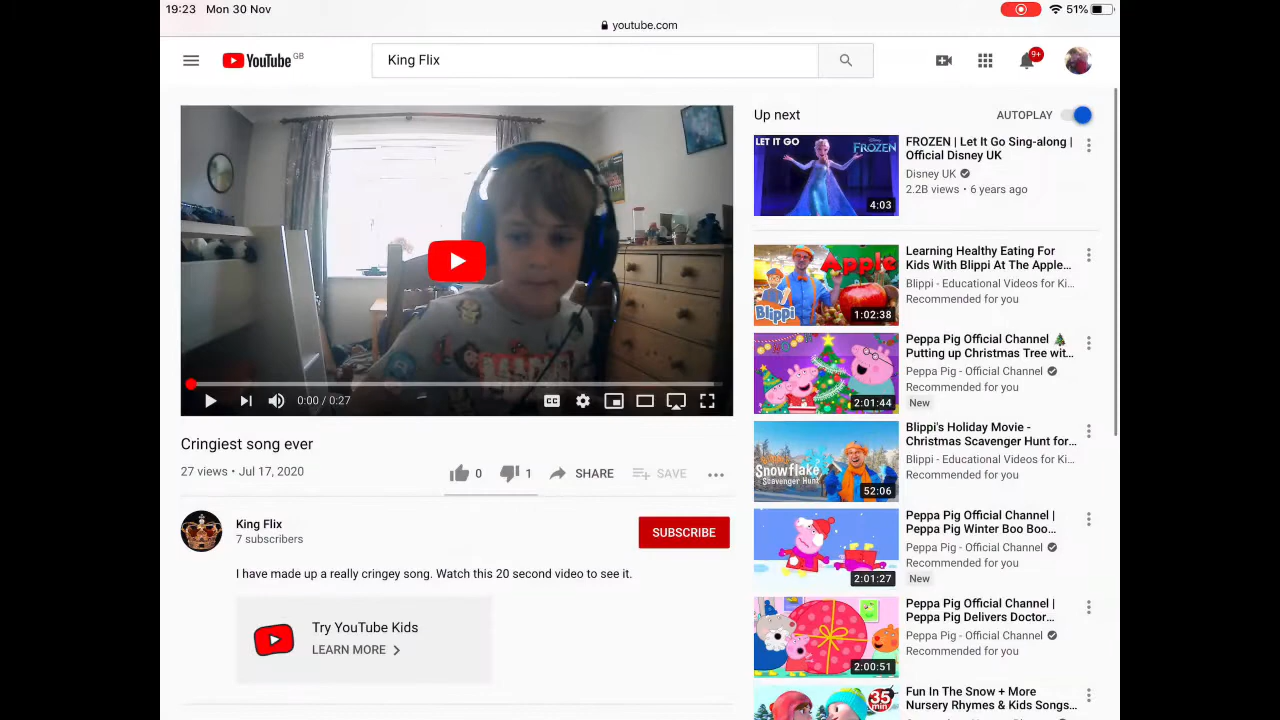 19:23 Mon 30 Nov
51%
youtube.com
YouTube GB
King Flix
9+
0:00 / 0:27
CC
Cringiest song ever
27 views • Jul 17, 2020
0
1
SHARE
SAVE
King Flix
7 subscribers
SUBSCRIBE
I have made up a really cringey song. Watch this 20 second video to see it.
Try YouTube Kids
LEARN MORE
Up next
AUTOPLAY
LET IT GO
FROZEN
4:03
FROZEN | Let It Go Sing-along |
Official Disney UK
Disney UK
2.2B views • 6 years ago
Apple
Blippi
1:02:38
Learning Healthy Eating For
Kids With Blippi At The Apple...
Blippi - Educational Videos for Ki...
Recommended for you
2:01:44
Peppa Pig Official Channel 🎄
Putting up Christmas Tree wit...
Peppa Pig - Official Channel
Recommended for you
New
Snowflake
Scavenger Hunt
52:06
Blippi's Holiday Movie -
Christmas Scavenger Hunt for...
Blippi - Educational Videos for Ki...
Recommended for you
2:01:27
Peppa Pig Official Channel |
Peppa Pig Winter Boo Boo...
Peppa Pig - Official Channel
Recommended for you
New
2:00:51
Peppa Pig Official Channel |
Peppa Pig Delivers Doctor...
Peppa Pig - Official Channel
Recommended for you
35
min
Fun In The Snow + More
Nursery Rhymes & Kids Songs...